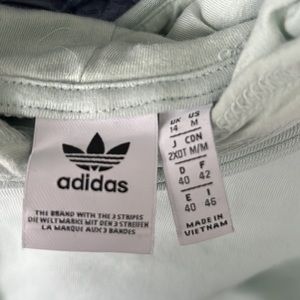 adidas
THE BRAND WITH THE 3 STRIPES
DIE WELTMARKE MIT DEN 3 STREIFEN
LA MARQUE AUX 3 BANDES
UK US
14 M
J CDN
2XOT M/M
D F
40 42
E I
40 46
MADE IN
VIETNAM